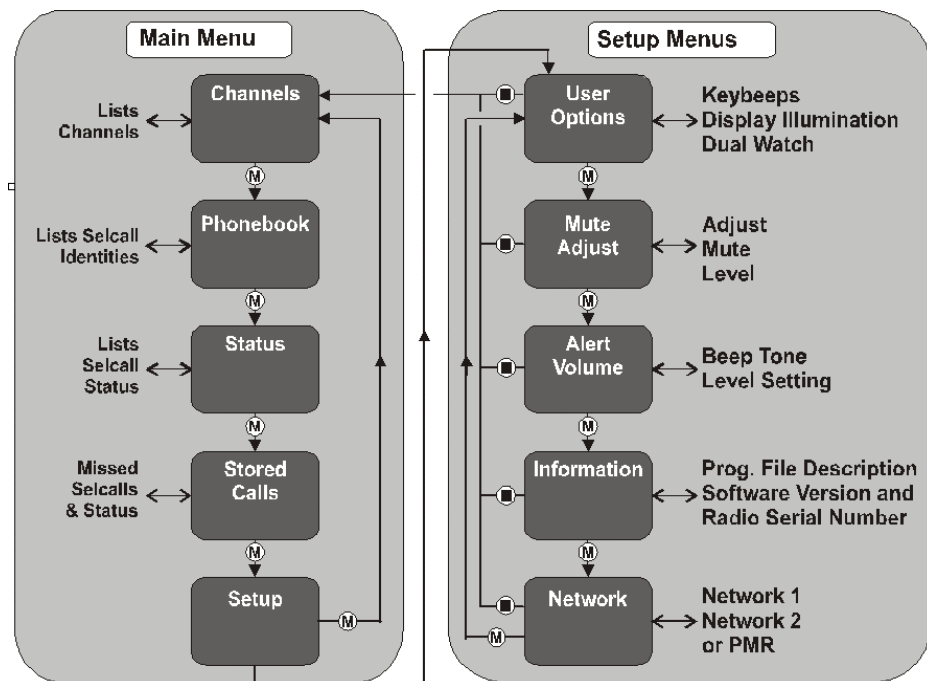 Main Menu
Channels
Lists
Channels
M
Phonebook
Lists Selcall
Identities
M
Status
Lists
Selcall
Status
M
Stored
Calls
Missed
Selcalls
& Status
M
Setup
M
Setup Menus
User
Options
Keybeeps
Display Illumination
Dual Watch
M
Mute
Adjust
Adjust
Mute
Level
M
Alert
Volume
Beep Tone
Level Setting
M
Information
Prog. File Description
Software Version and
Radio Serial Number
M
Network
Network 1
Network 2
or PMR
M